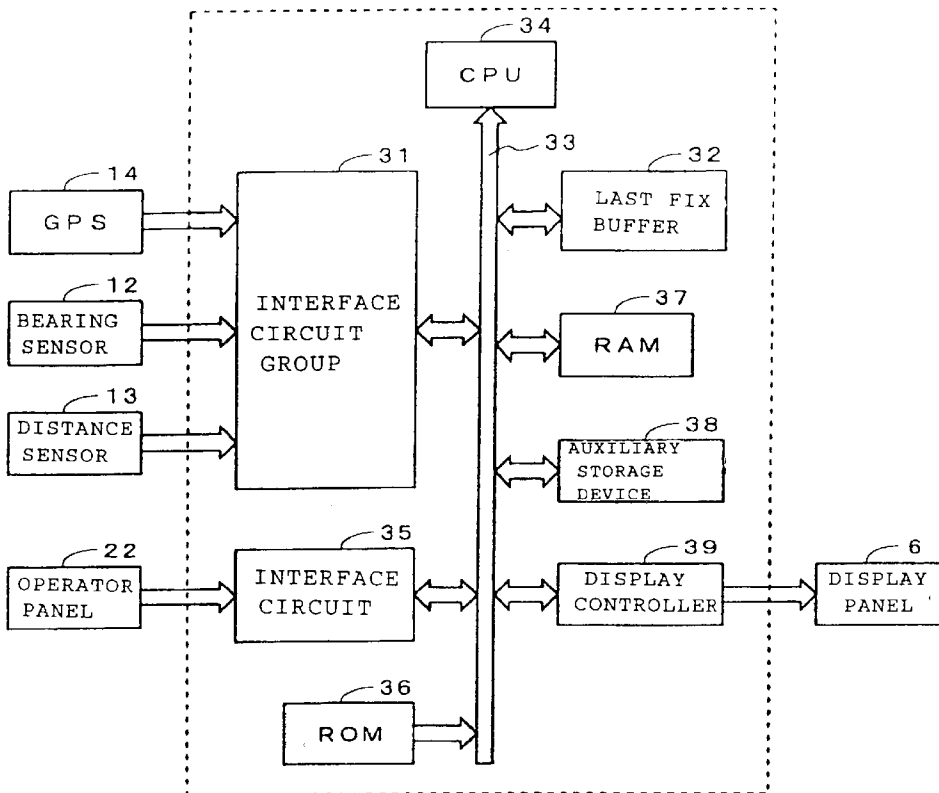 34
CPU
33
31
32
14
GPS
LAST FIX
BUFFER
12
BEARING
SENSOR
INTERFACE
CIRCUIT
GROUP
37
RAM
13
DISTANCE
SENSOR
38
AUXILIARY
STORAGE
DEVICE
22
OPERATOR
PANEL
35
INTERFACE
CIRCUIT
39
DISPLAY
CONTROLLER
6
DISPLAY
PANEL
36
ROM